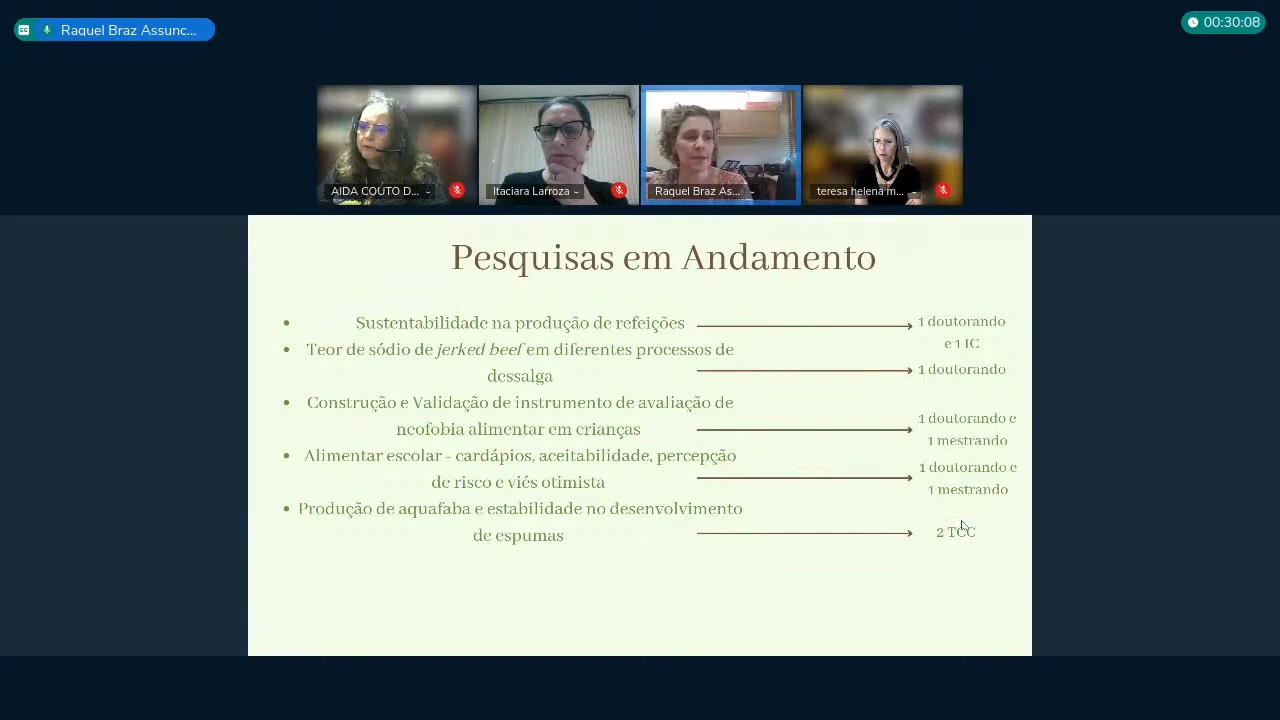 Raquel Braz Assunc...
00:30:08
AIDA COUTO D...
Itaciara Larroza
Raquel Braz As...
teresa helena m...
Pesquisas em Andamento
• Sustentabilidade na produção de refeições
1 doutorando
e 1 IC
• Teor de sódio de jerked beef em diferentes processos de
dessalga
1 doutorando
• Construção e Validação de instrumento de avaliação de
neofobia alimentar em crianças
1 doutorando e
1 mestrando
• Alimentar escolar - cardápios, aceitabilidade, percepção
de risco e viés otimista
1 doutorando e
1 mestrando
• Produção de aquafaba e estabilidade no desenvolvimento
de espumas
2 TCC